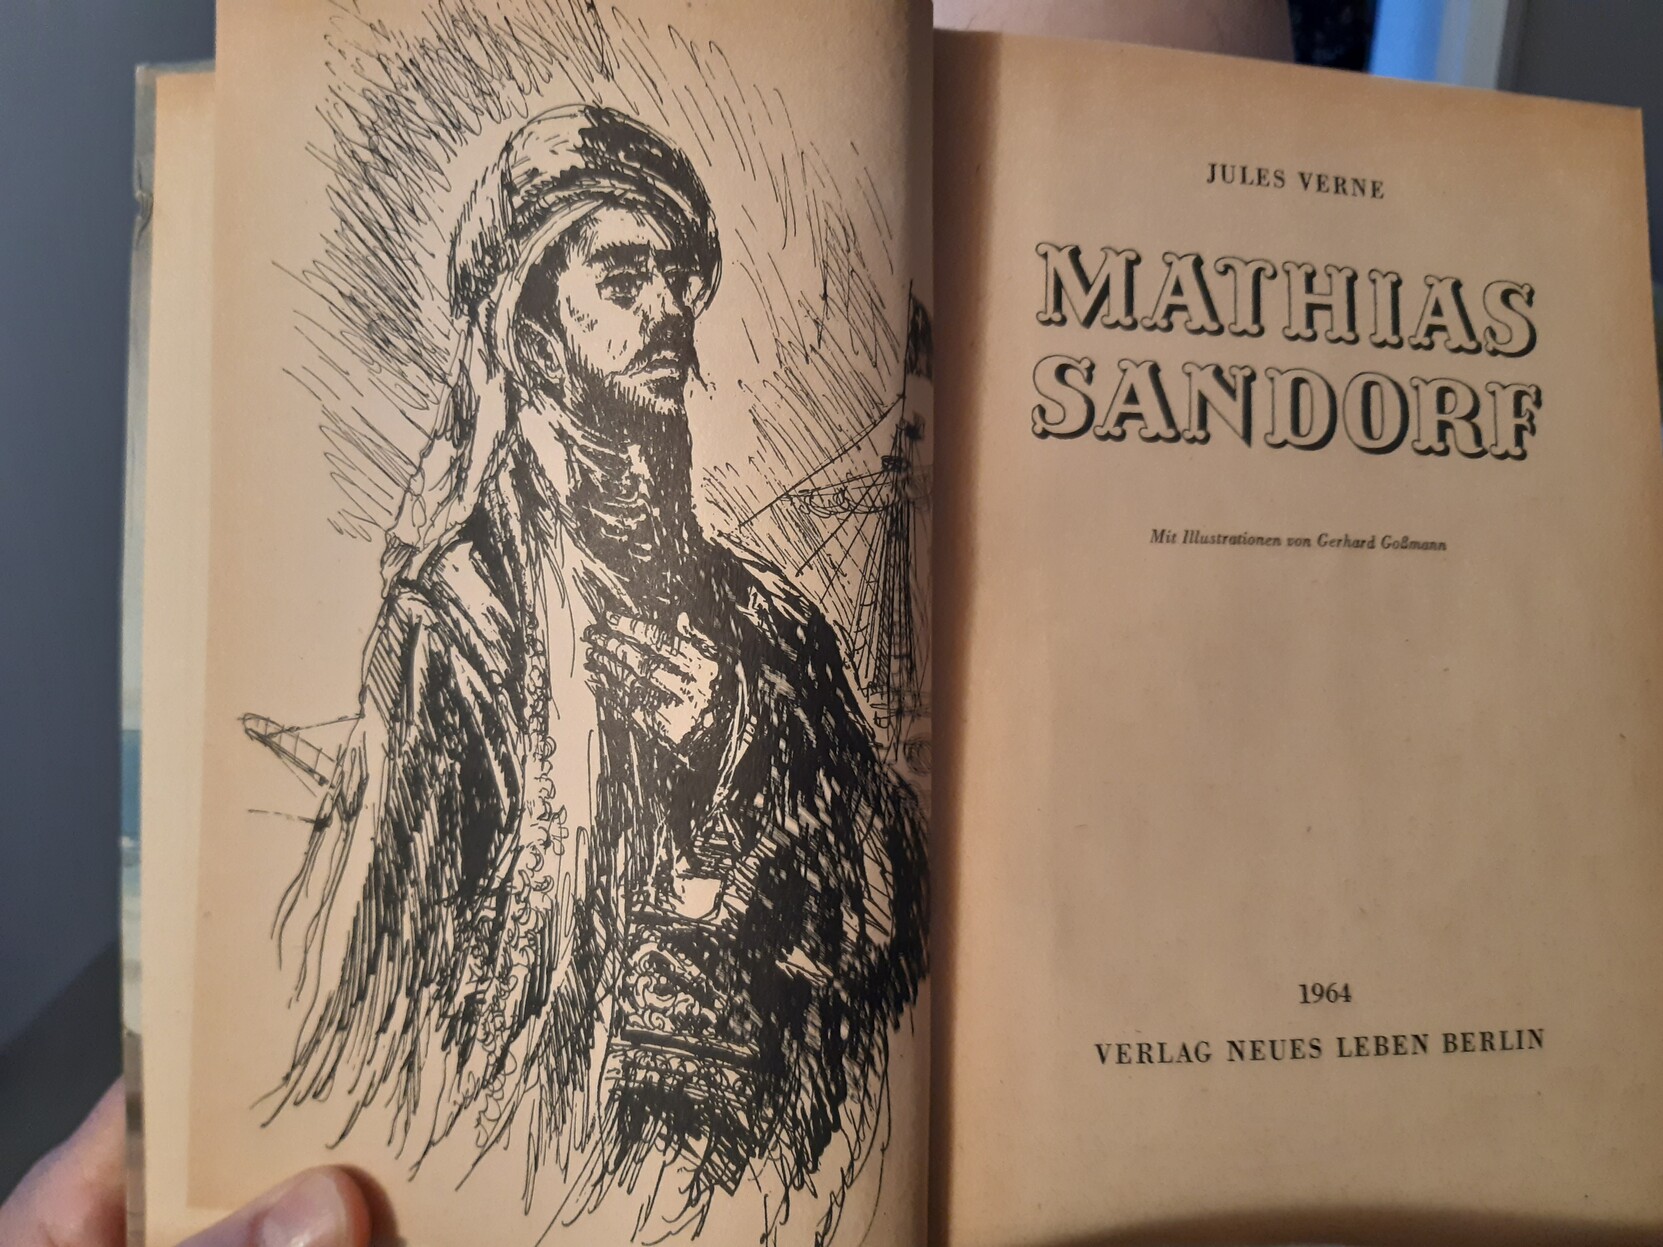 JULES VERNE
MATHIAS
SANDORF
Mit Illustrationen von Gerhard Goßmann
1964
VERLAG NEUES LEBEN BERLIN